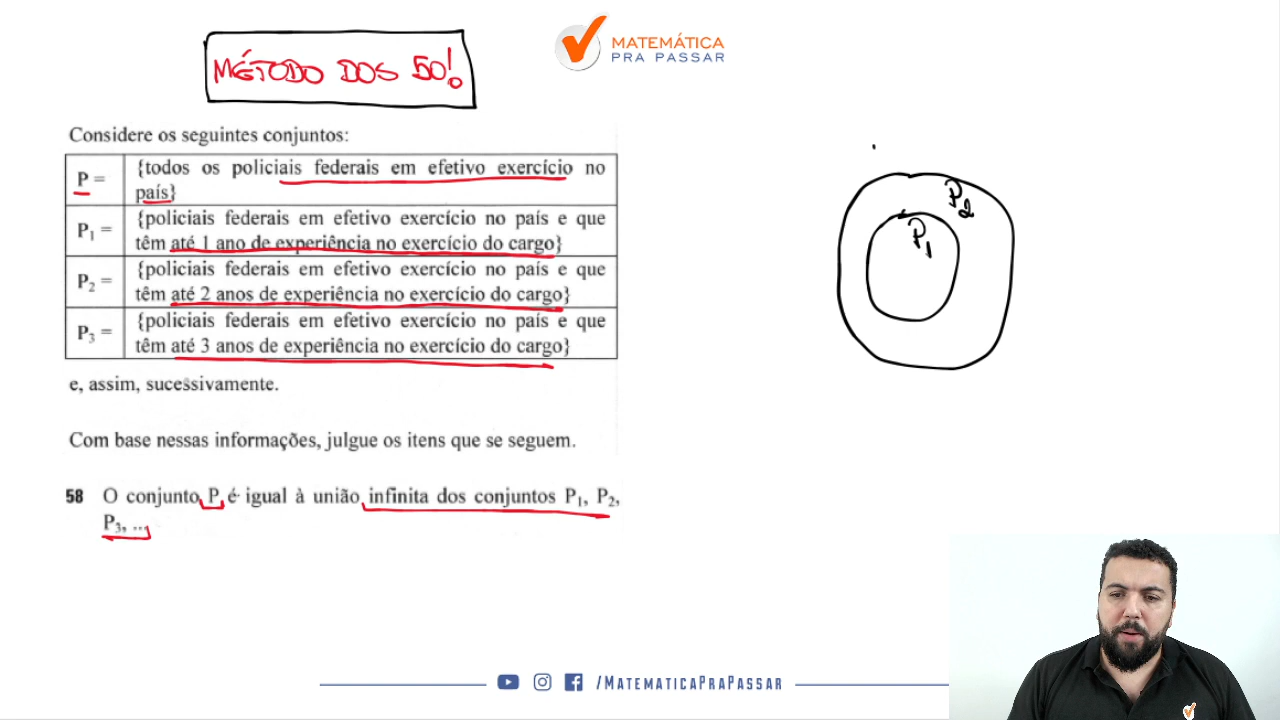 MÉTODO DOS 50!
MATEMÁTICA
PRA PASSAR
Considere os seguintes conjuntos:
P = {todos os policiais federais em efetivo exercício no
país}
P₁ = {policiais federais em efetivo exercício no país e que
têm até 1 ano de experiência no exercício do cargo}
P₂ = {policiais federais em efetivo exercício no país e que
têm até 2 anos de experiência no exercício do cargo}
P₃ = {policiais federais em efetivo exercício no país e que
têm até 3 anos de experiência no exercício do cargo}
e, assim, sucessivamente.
Com base nessas informações, julgue os itens que se seguem.
58 O conjunto P é igual à união infinita dos conjuntos P₁, P₂,
P₃, ...
P₂
P₁
/MATEMATICAPRAPASSAR